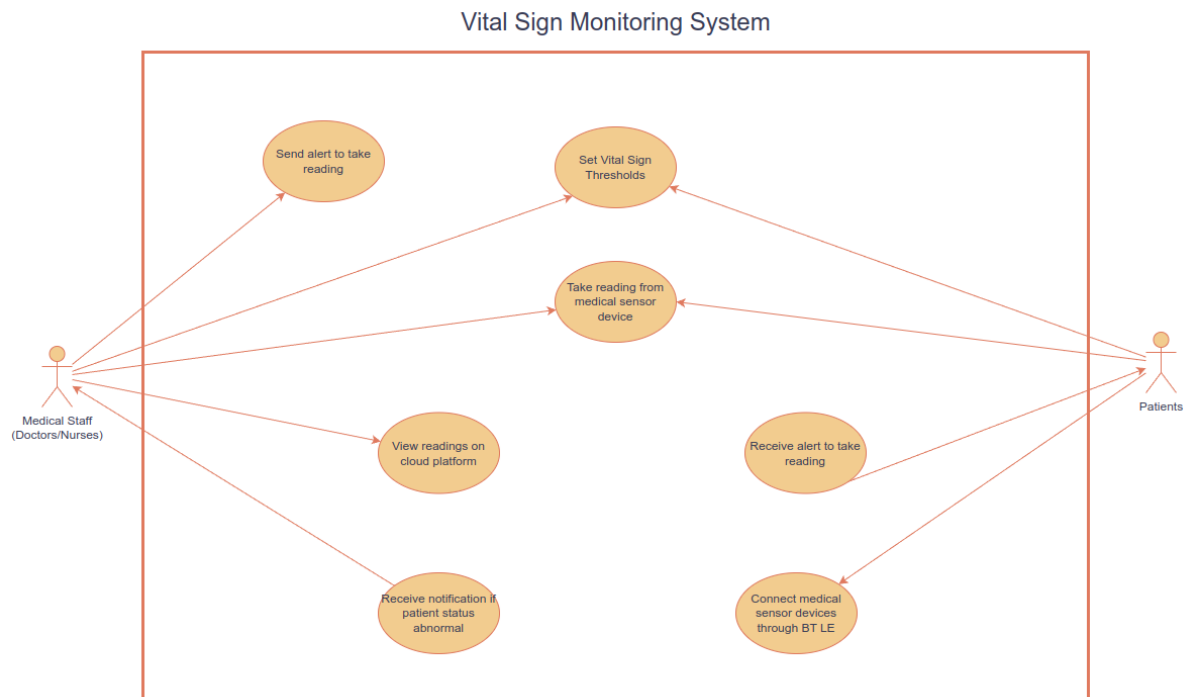 Vital Sign Monitoring System
Send alert to take
reading
Set Vital Sign
Thresholds
Take reading from
medical sensor
device
Medical Staff
(Doctors/Nurses)
Patients
View readings on
cloud platform
Receive alert to take
reading
Receive notification if
patient status
abnormal
Connect medical
sensor devices
through BT LE